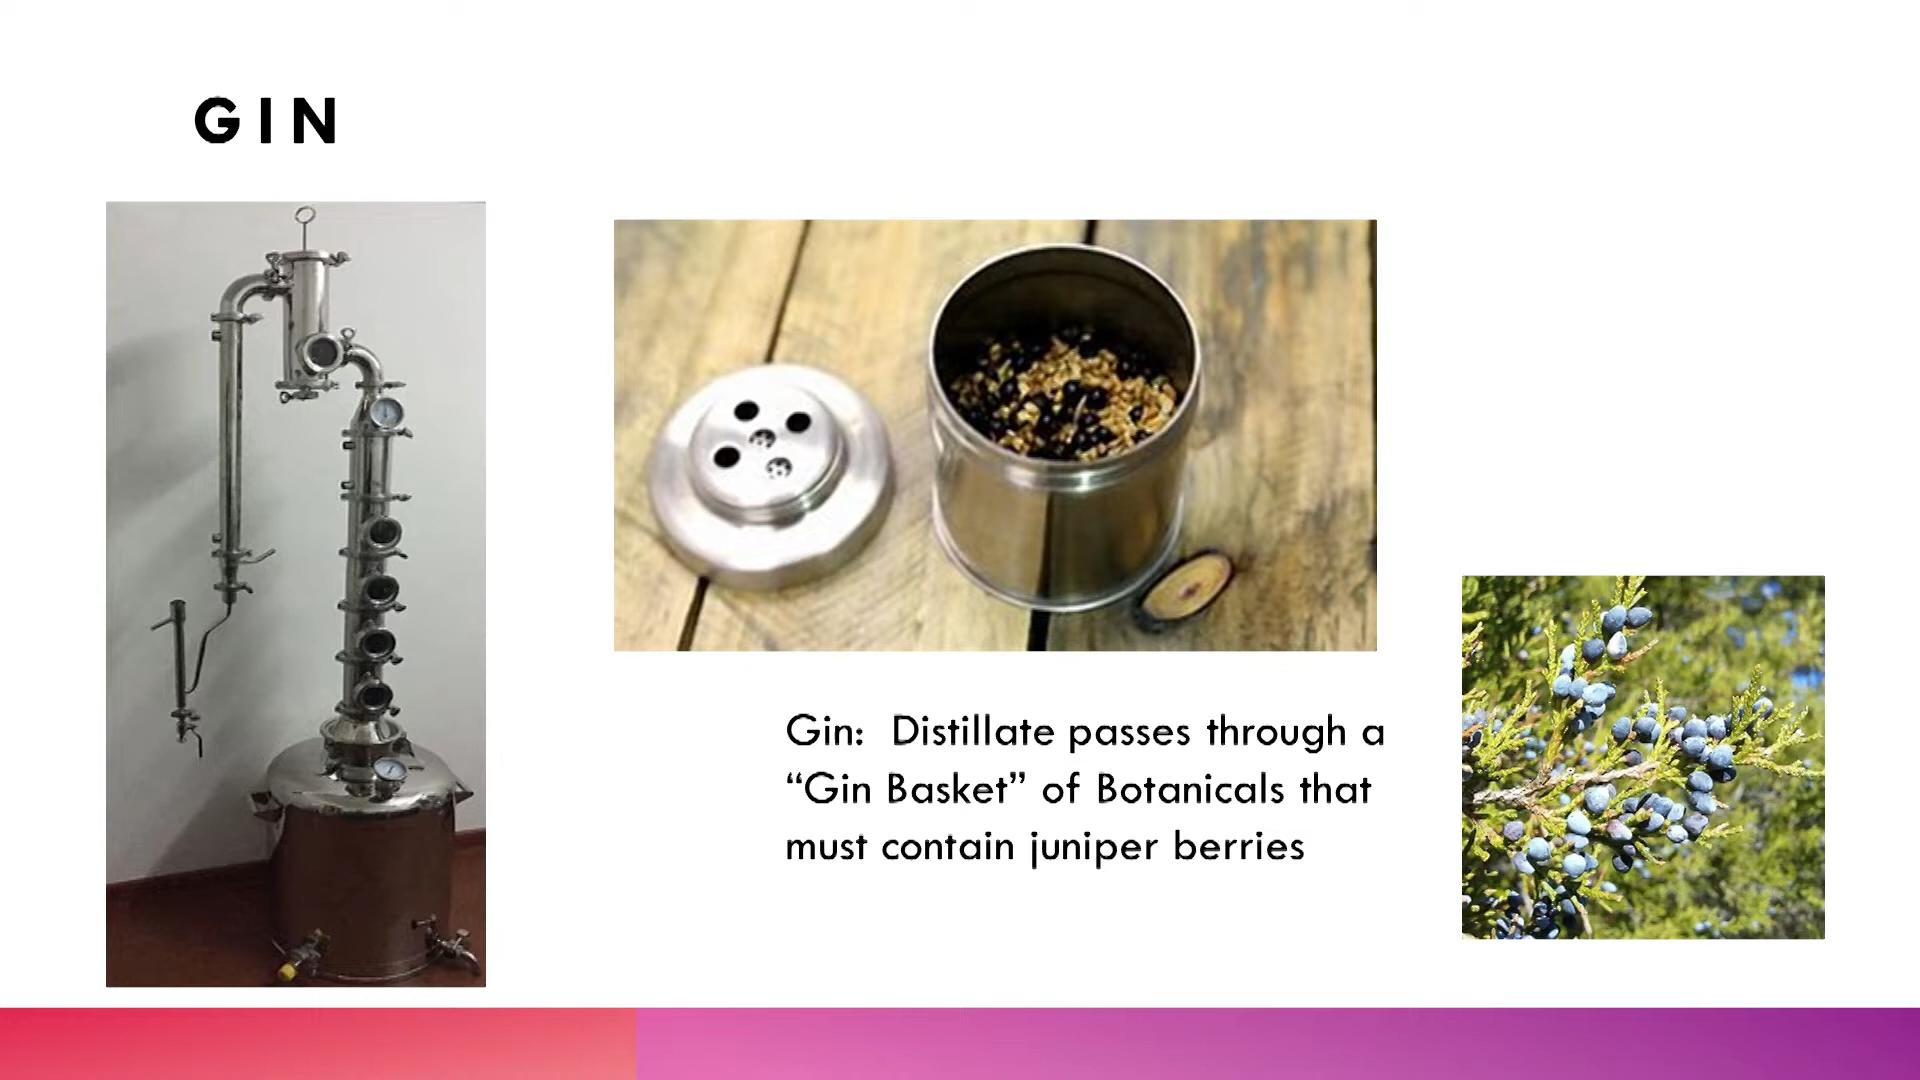 GIN
Gin:  Distillate passes through a
“Gin Basket” of Botanicals that
must contain juniper berries